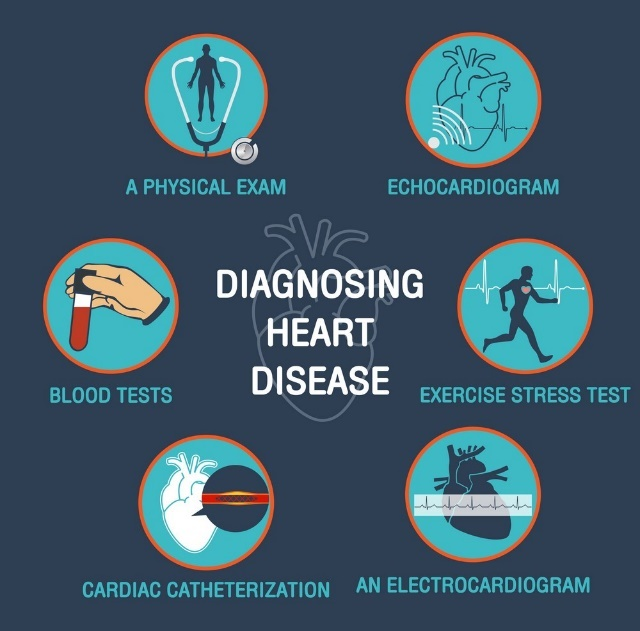 A PHYSICAL EXAM
ECHOCARDIOGRAM
DIAGNOSING
HEART
DISEASE
BLOOD TESTS
EXERCISE STRESS TEST
CARDIAC CATHETERIZATION
AN ELECTROCARDIOGRAM